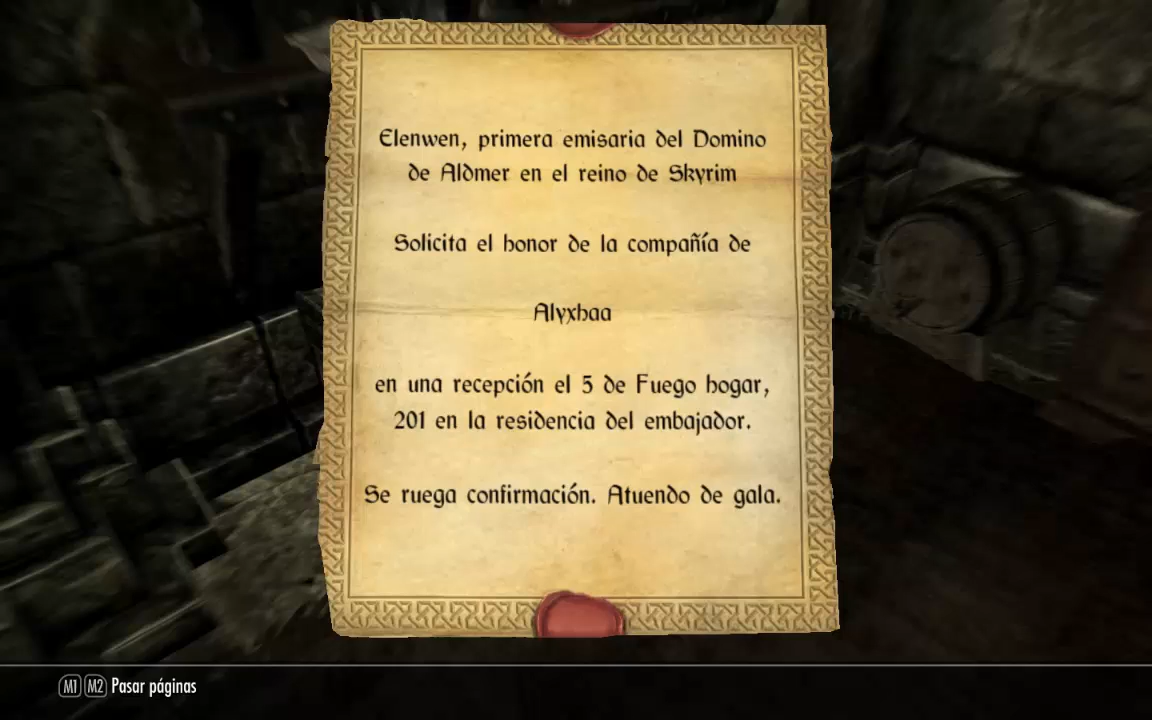 Elenwen, primera emisaria del Domino
de Aldmer en el reino de Skyrim
Solicita el honor de la compañía de
Alyxhaa
en una recepción el 5 de Fuego hogar,
201 en la residencia del embajador.
Se ruega confirmación. Atuendo de gala.
M1 M2 Pasar páginas